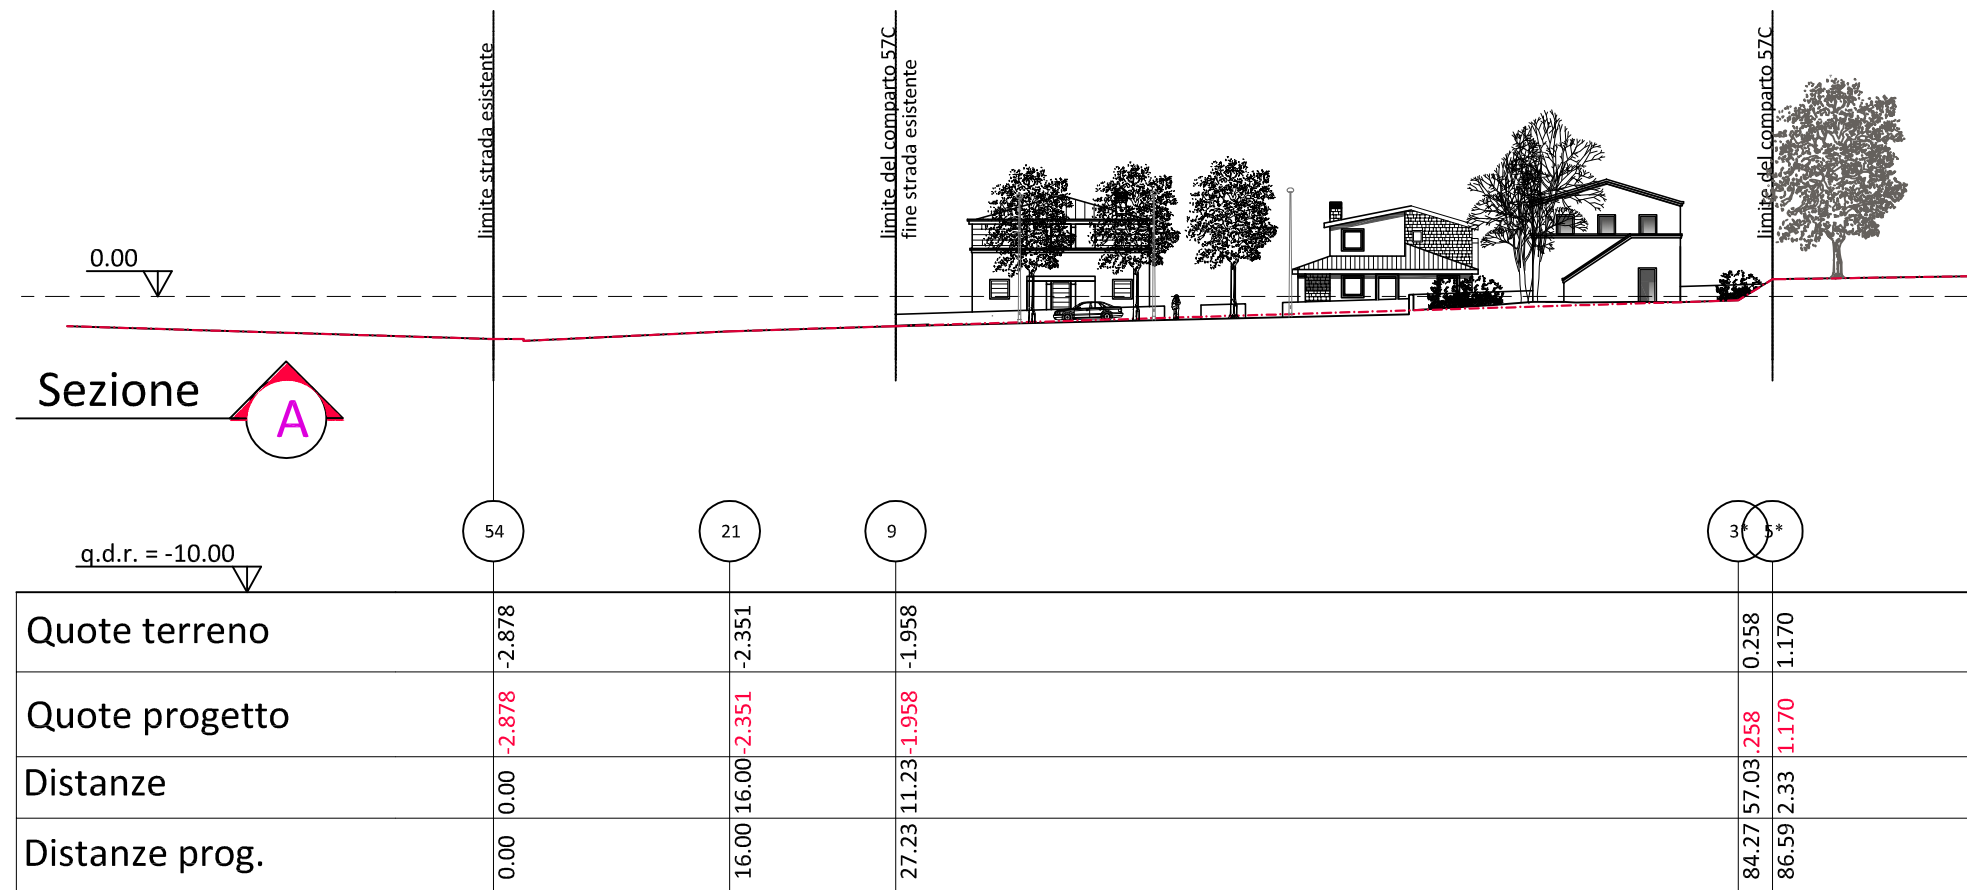 limite strada esistente
limite del comparto 57C
fine strada esistente
limite del comparto 57C
0.00
Sezione
A
54
21
9
3*
5*
q.d.r. = -10.00
Quote terreno
-2.878
-2.351
-1.958
0.258
1.170
Quote progetto
-2.878
-2.351
-1.958
.258
1.170
Distanze
0.00
16.00
11.23
57.03
2.33
Distanze prog.
0.00
16.00
27.23
84.27
86.59